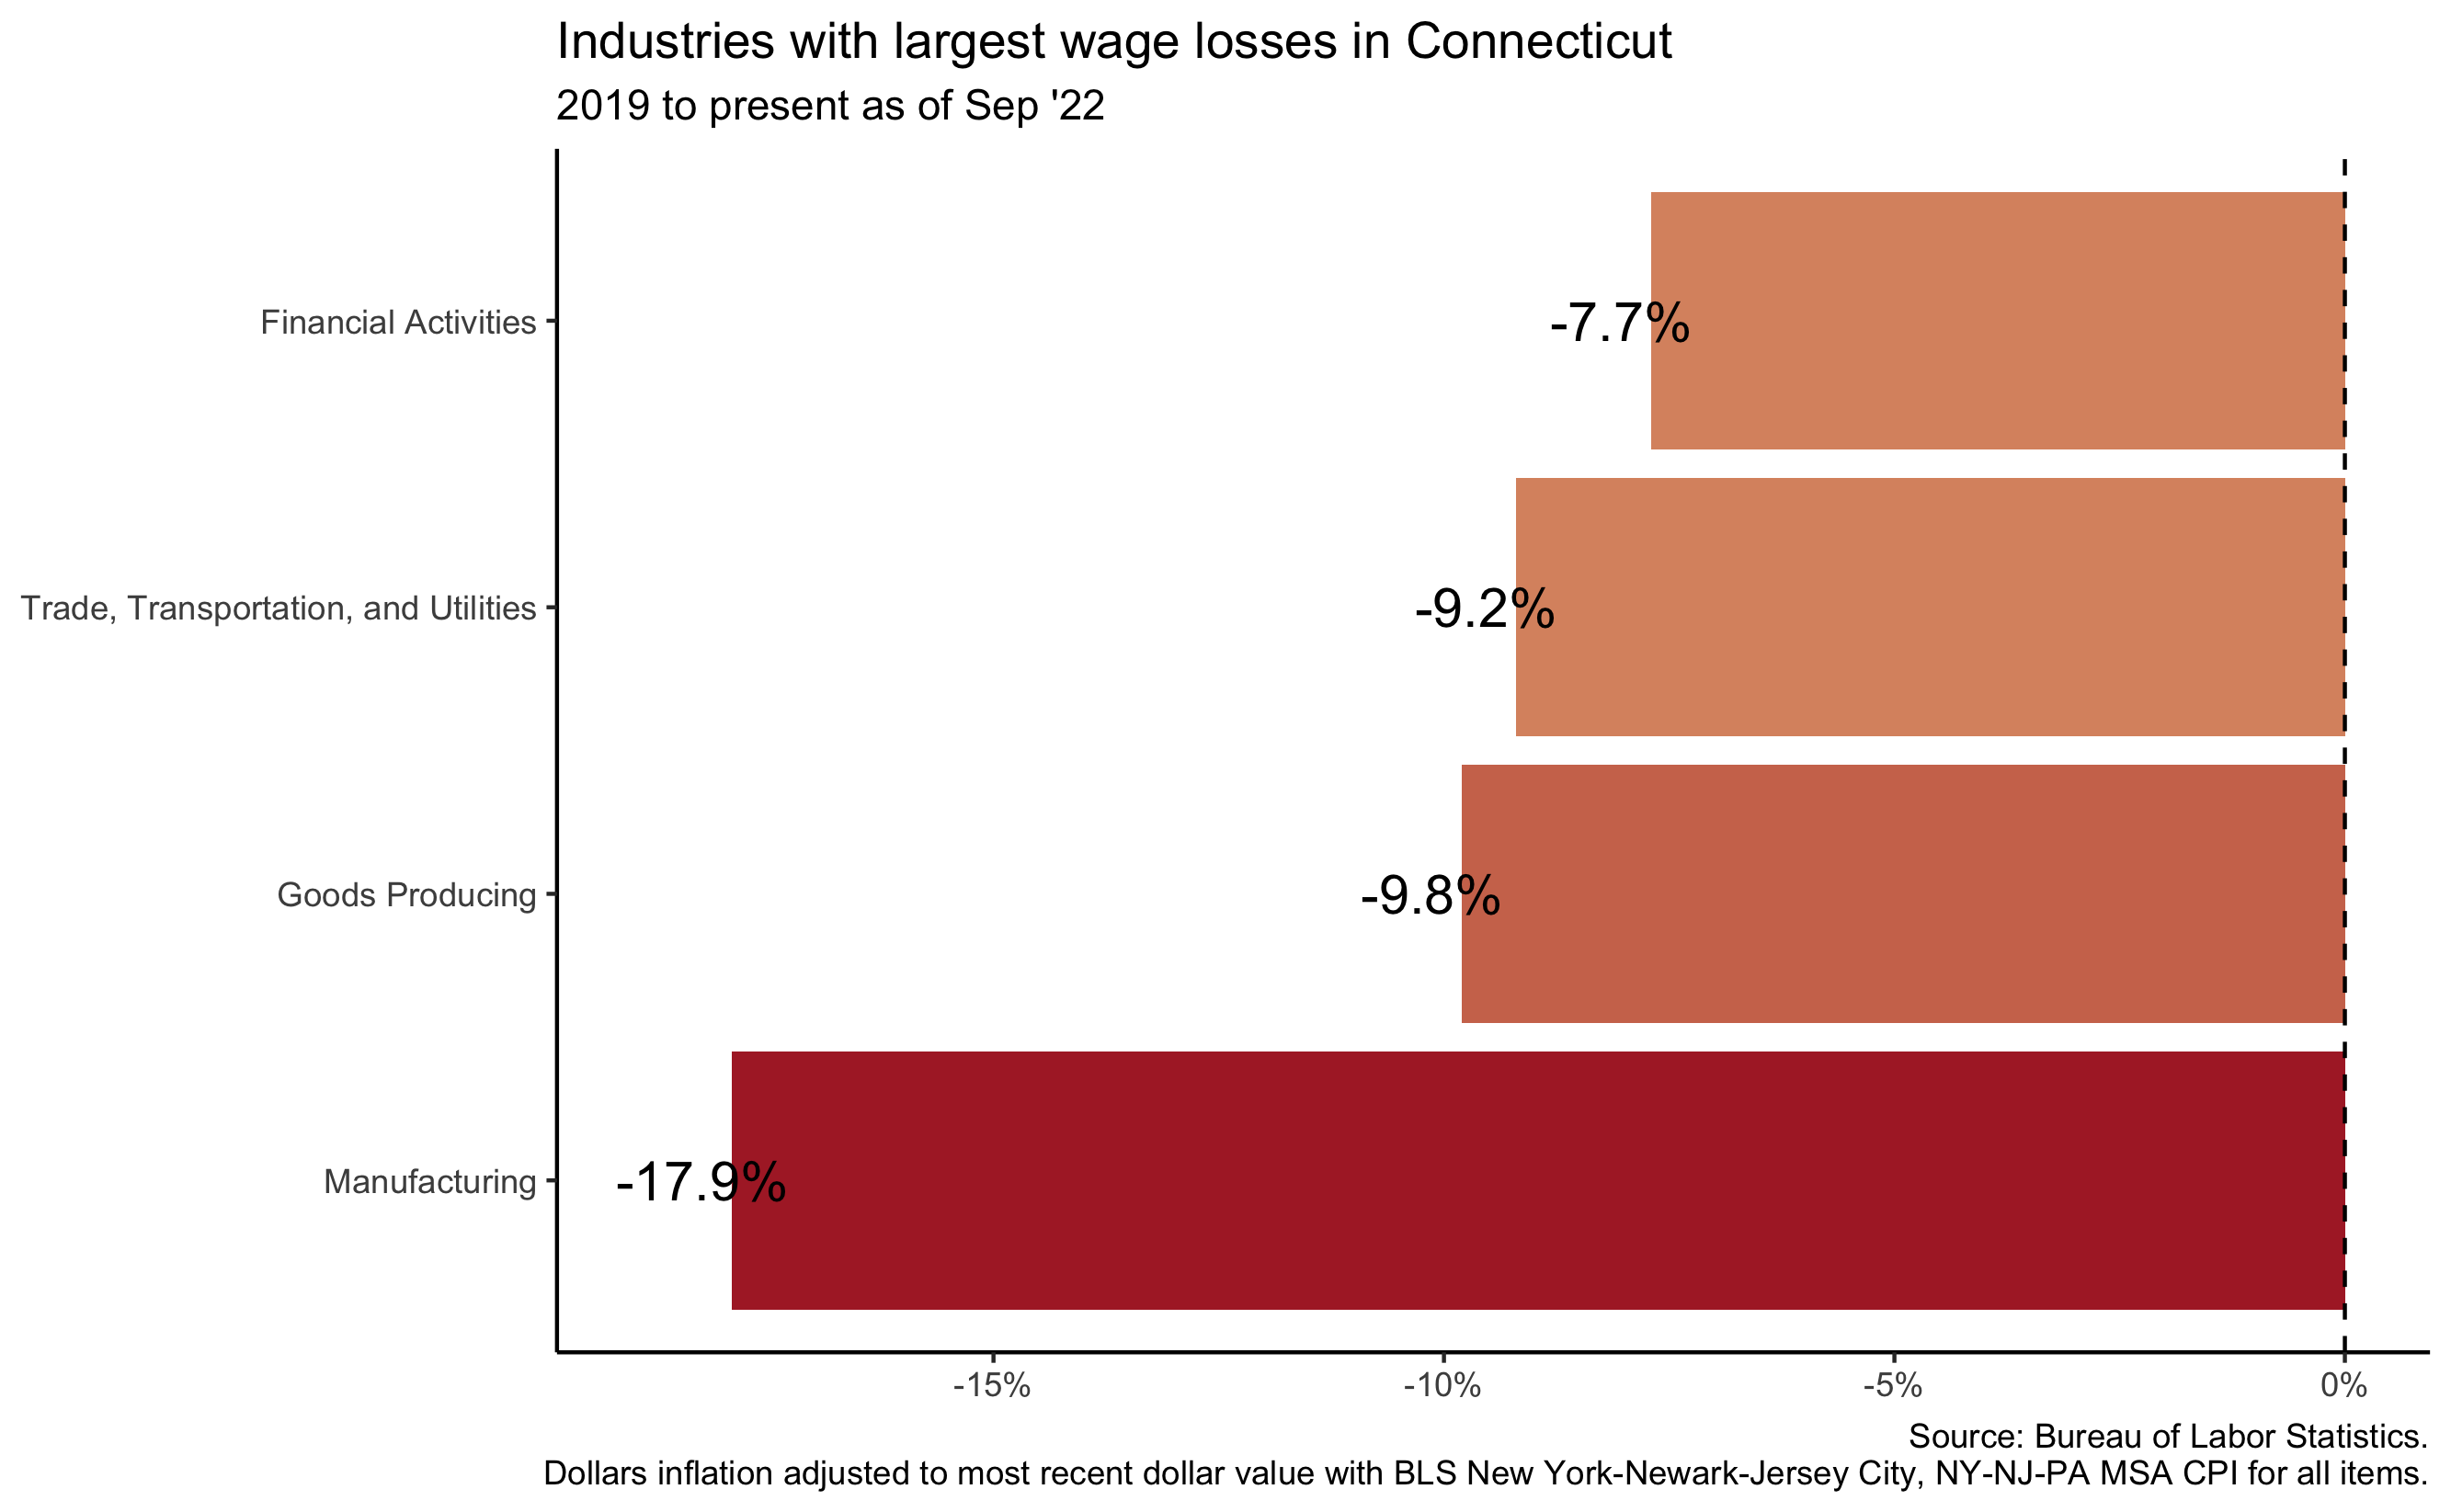 Industries with largest wage losses in Connecticut
2019 to present as of Sep '22
Financial Activities
-7.7%
Trade, Transportation, and Utilities
-9.2%
Goods Producing
-9.8%
Manufacturing
-17.9%
-15%
-10%
-5%
0%
Source: Bureau of Labor Statistics.
Dollars inflation adjusted to most recent dollar value with BLS New York-Newark-Jersey City, NY-NJ-PA MSA CPI for all items.